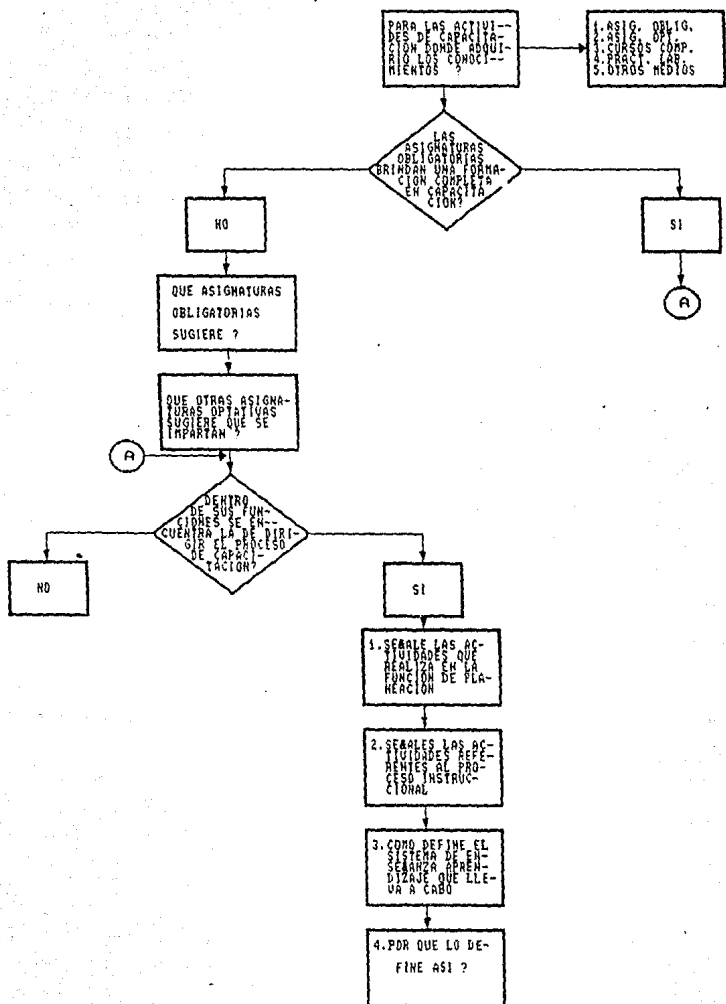 PARA LAS ACTIVI--
DES DE CAPACITA-
CION DONDE ADQUI-
RIO LOS CONOCI--
MIENTOS ?
1.ASIG. OBLIG.
2.ASIG. OPT.
3.CURSOS COMP.
4.PRACT. LAB.
5.OTROS MEDIOS
LAS
ASIGNATURAS
OBLIGATORIAS
BRINDAN UNA FORMA-
CION COMPLETA
EN CAPACITA
CION?
NO
SI
QUE ASIGNATURAS
OBLIGATORIAS
SUGIERE ?
A
QUE OTRAS ASIGNA-
TURAS OPTATIVAS
SUGIERE QUE SE
IMPARTAN ?
A
DENTRO
DE SUS FUN-
CIONES SE EN--
CUENTRA LA DE DIRI-
GIR EL PROCESO
DE CAPACI-
TACION?
NO
SI
1.SE&ALE LAS AC-
TIVIDADES QUE
REALIZA EN LA
FUNCION DE PLA-
NEACION
2.SE&ALES LAS AC-
TIVIDADES REFE-
RENTES AL PRO-
CESO INSTRUC-
CIONAL
3.COMO DEFINE EL
SISTEMA DE EN-
SE&ANZA APREN-
DIZAJE QUE LLE-
VA A CABO
4.POR QUE LO DE-
FINE ASI ?